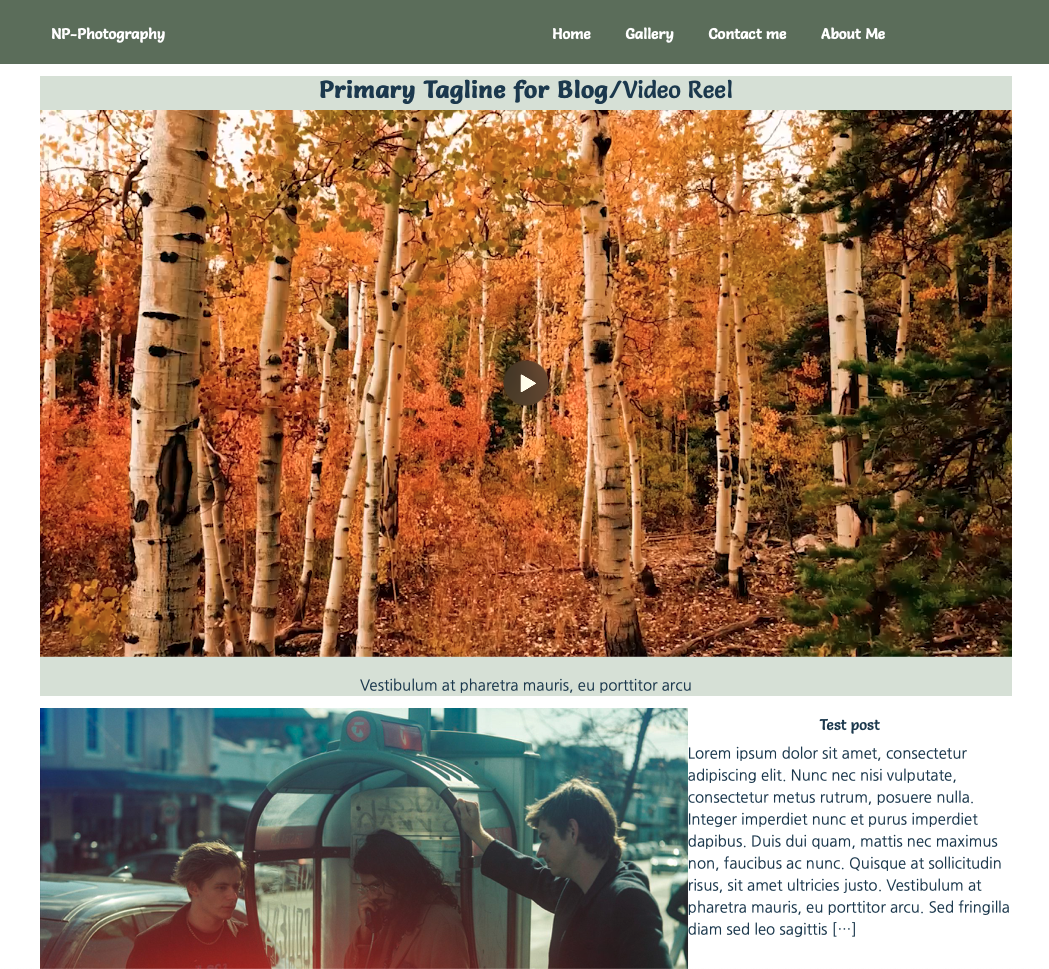 NP-Photography
Home
Gallery
Contact me
About Me
Primary Tagline for Blog/Video Reel
Vestibulum at pharetra mauris, eu porttitor arcu
Test post
Lorem ipsum dolor sit amet, consectetur
adipiscing elit. Nunc nec nisi vulputate,
consectetur metus rutrum, posuere nulla.
Integer imperdiet nunc et purus imperdiet
dapibus. Duis dui quam, mattis nec maximus
non, faucibus ac nunc. Quisque at sollicitudin
risus, sit amet ultricies justo. Vestibulum at
pharetra mauris, eu porttitor arcu. Sed fringilla
diam sed leo sagittis […]